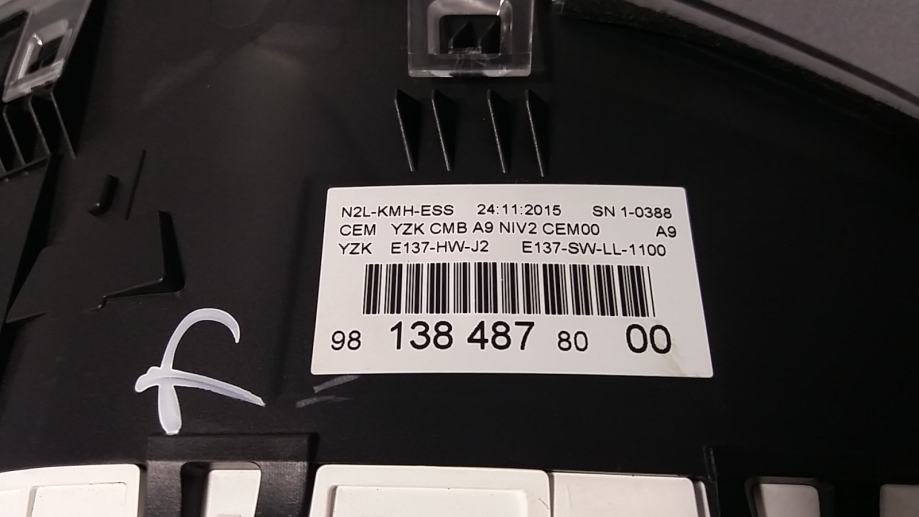 N2L-KMH-ESS 24:11:2015 SN 1-0388
CEM YZK CMB A9 NIV2 CEM00 A9
YZK E137-HW-J2 E137-SW-LL-1100
98 138 487 80 00